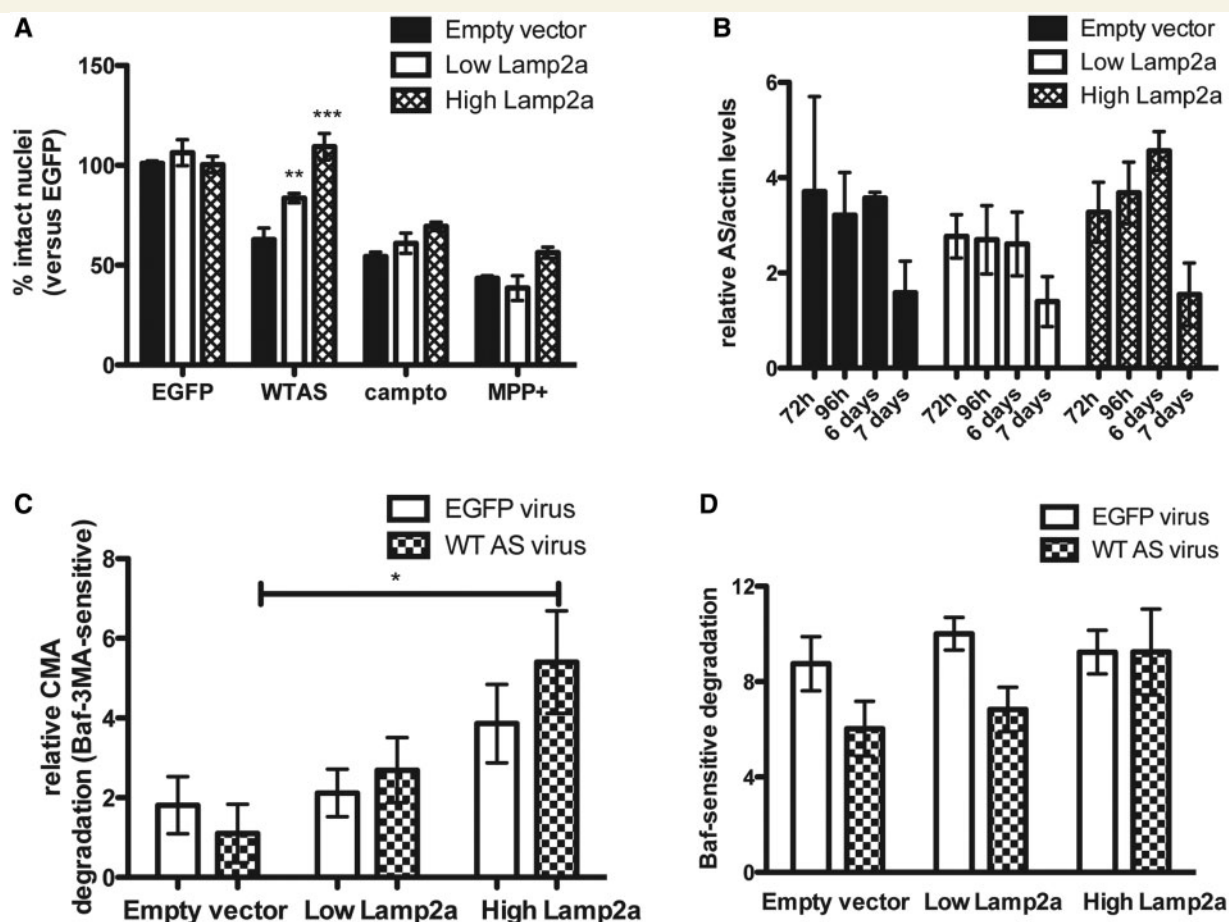 A
Empty vector
Low Lamp2a
High Lamp2a
% intact nuclei
(versus EGFP)
150
100
50
0
**
***
EGFP WTAS campto MPP+
B
Empty vector
Low Lamp2a
High Lamp2a
relative AS/actin levels
6
4
2
0
72h 96h 6 days 7 days 72h 96h 6 days 7 days 72h 96h 6 days 7 days
C
EGFP virus
WT AS virus
relative CMA
degradation (Baf-3MA-sensitive)
8
6
4
2
0
*
Empty vector Low Lamp2a High Lamp2a
D
EGFP virus
WT AS virus
Baf-sensitive degradation
12
8
4
0
Empty vector Low Lamp2a High Lamp2a